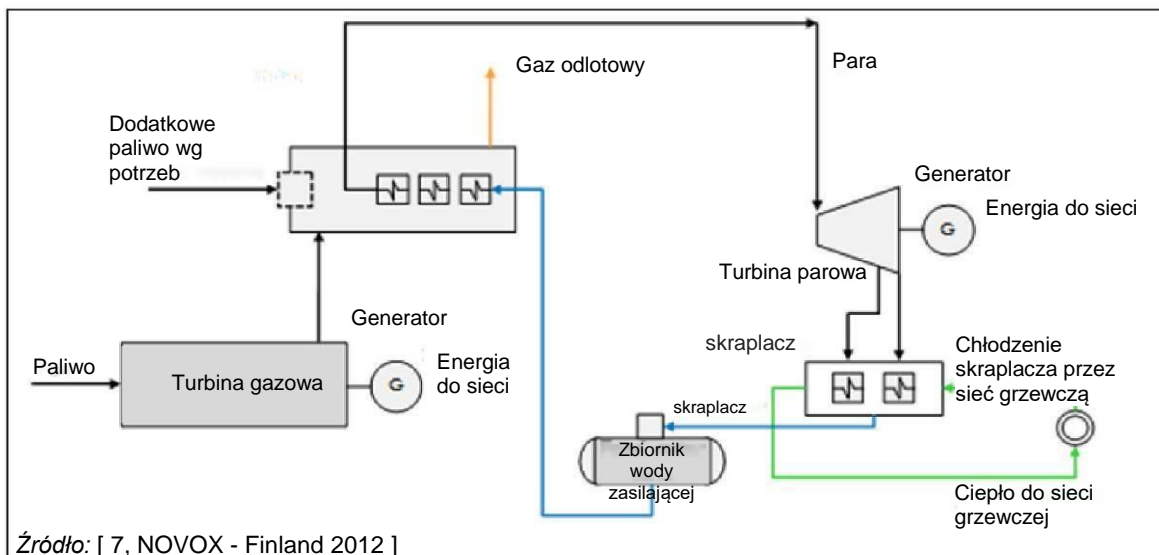 Gaz odlotowy
Para
Dodatkowe
paliwo wg
potrzeb
Generator
Energia do sieci
G
Turbina parowa
Generator
skraplacz
Chłodzenie
skraplacza przez
sieć grzewczą
Paliwo
Turbina gazowa
G
Energia
do sieci
skraplacz
Zbiornik
wody
zasilającej
Ciepło do sieci
grzewczej
Źródło: [ 7, NOVOX - Finland 2012 ]